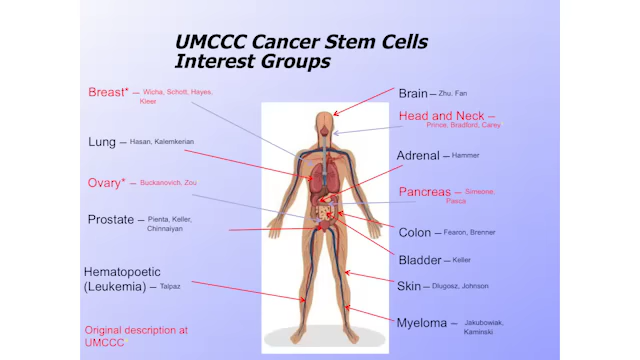 UMCCC Cancer Stem Cells
Interest Groups
Breast* – Wicha, Schott, Hayes,
Kleer
Lung – Hasan, Kalemkerian
Ovary* – Buckanovich, Zou
Prostate – Pienta, Keller,
Chinnaiyan
Hematopoetic
(Leukemia) – Talpaz
Original description at
UMCCC
Brain – Zhu, Fan
Head and Neck –
Prince, Bradford, Carey
Adrenal – Hammer
Pancreas – Simeone,
Pasca
Colon – Fearon, Brenner
Bladder – Keller
Skin – Dlugosz, Johnson
Myeloma – Jakubowiak,
Kaminski